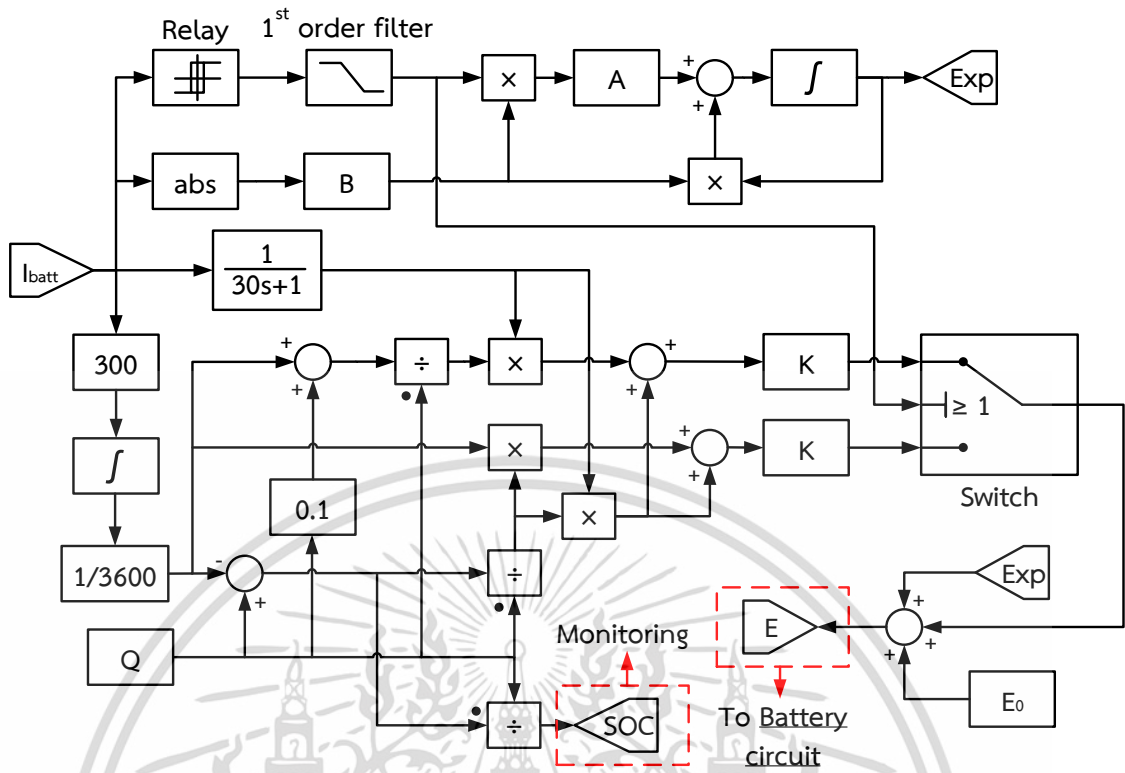 Relay
1st order filter
×
A
+
+
∫
Exp
abs
B
×
Ibatt
1
30s+1
300
+
+
÷
×
+
+
K
≥ 1
Switch
∫
×
+
+
K
0.1
×
1/3600
-
+
÷
Q
÷
SOC
Monitoring
E
To Battery
circuit
Exp
+
+
+
E0